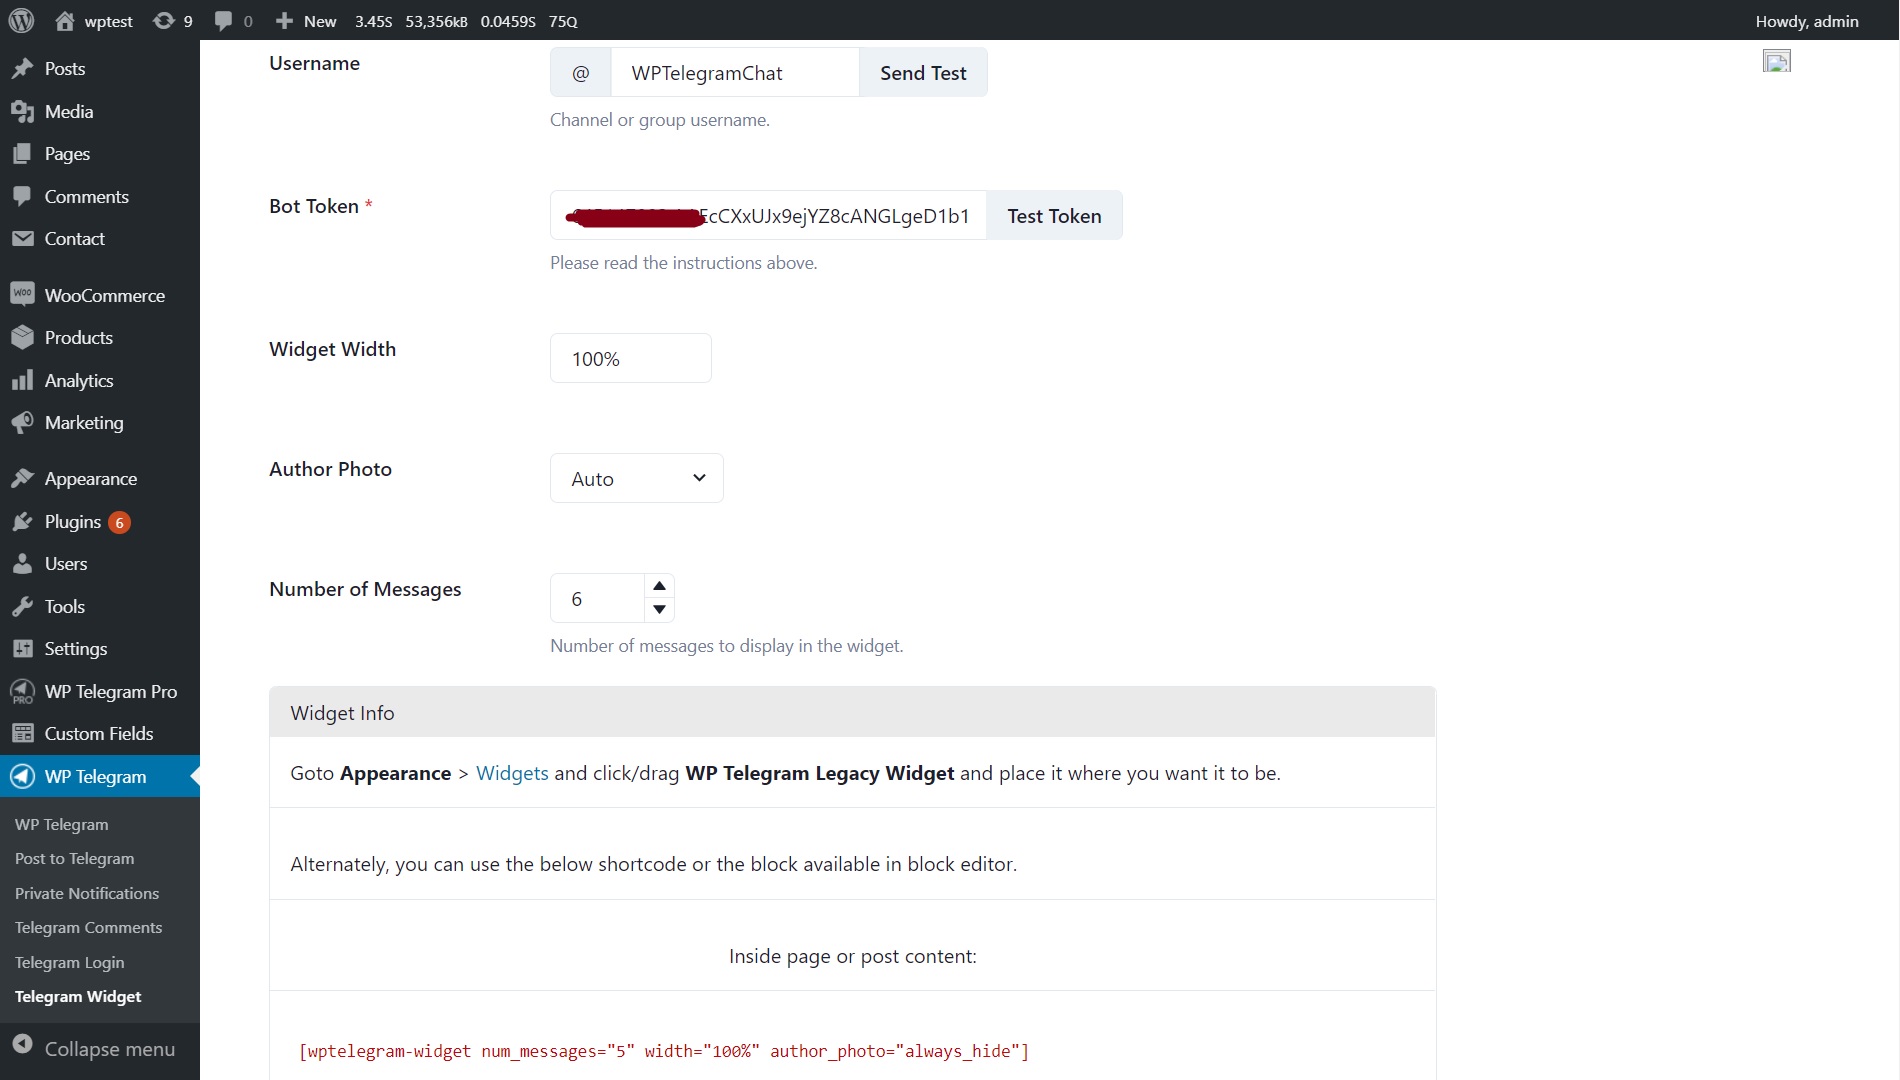 wptest 9 0 New 3.45S 53,356kB 0.0459S 75Q Howdy, admin
Posts
Media
Pages
Comments
Contact
WooCommerce
Products
Analytics
Marketing
Appearance
Plugins 6
Users
Tools
Settings
WP Telegram Pro
Custom Fields
WP Telegram
WP Telegram
Post to Telegram
Private Notifications
Telegram Comments
Telegram Login
Telegram Widget
Collapse menu
Username
@ WPTelegramChat Send Test
Channel or group username.
Bot Token *
Test Token
Please read the instructions above.
Widget Width
100%
Author Photo
Auto
Number of Messages
6
Number of messages to display in the widget.
Widget Info
Goto Appearance > Widgets and click/drag WP Telegram Legacy Widget and place it where you want it to be.
Alternately, you can use the below shortcode or the block available in block editor.
Inside page or post content:
[wptelegram-widget num_messages="5" width="100%" author_photo="always_hide"]